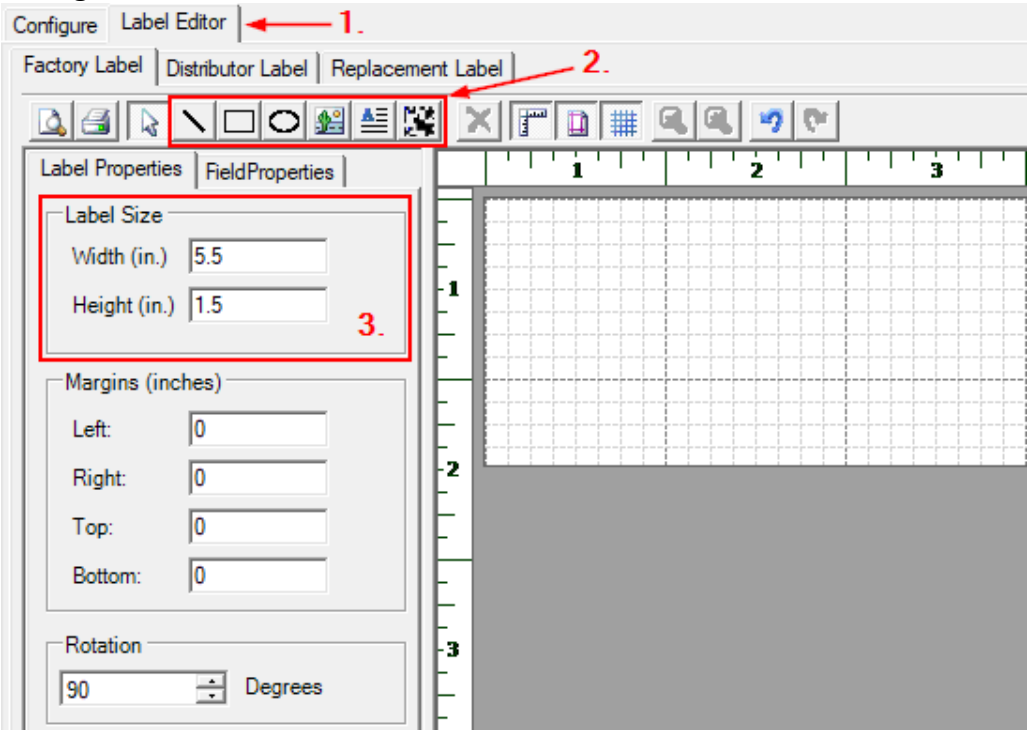 Configure Label Editor 1.
Factory Label Distributor Label Replacement Label 2.
Label Properties FieldProperties
1 2 3
Label Size
Width (in.) 5.5
Height (in.) 1.5
3.
1
Margins (inches)
Left: 0
Right: 0
2
Top: 0
Bottom: 0
Rotation
3
90 Degrees